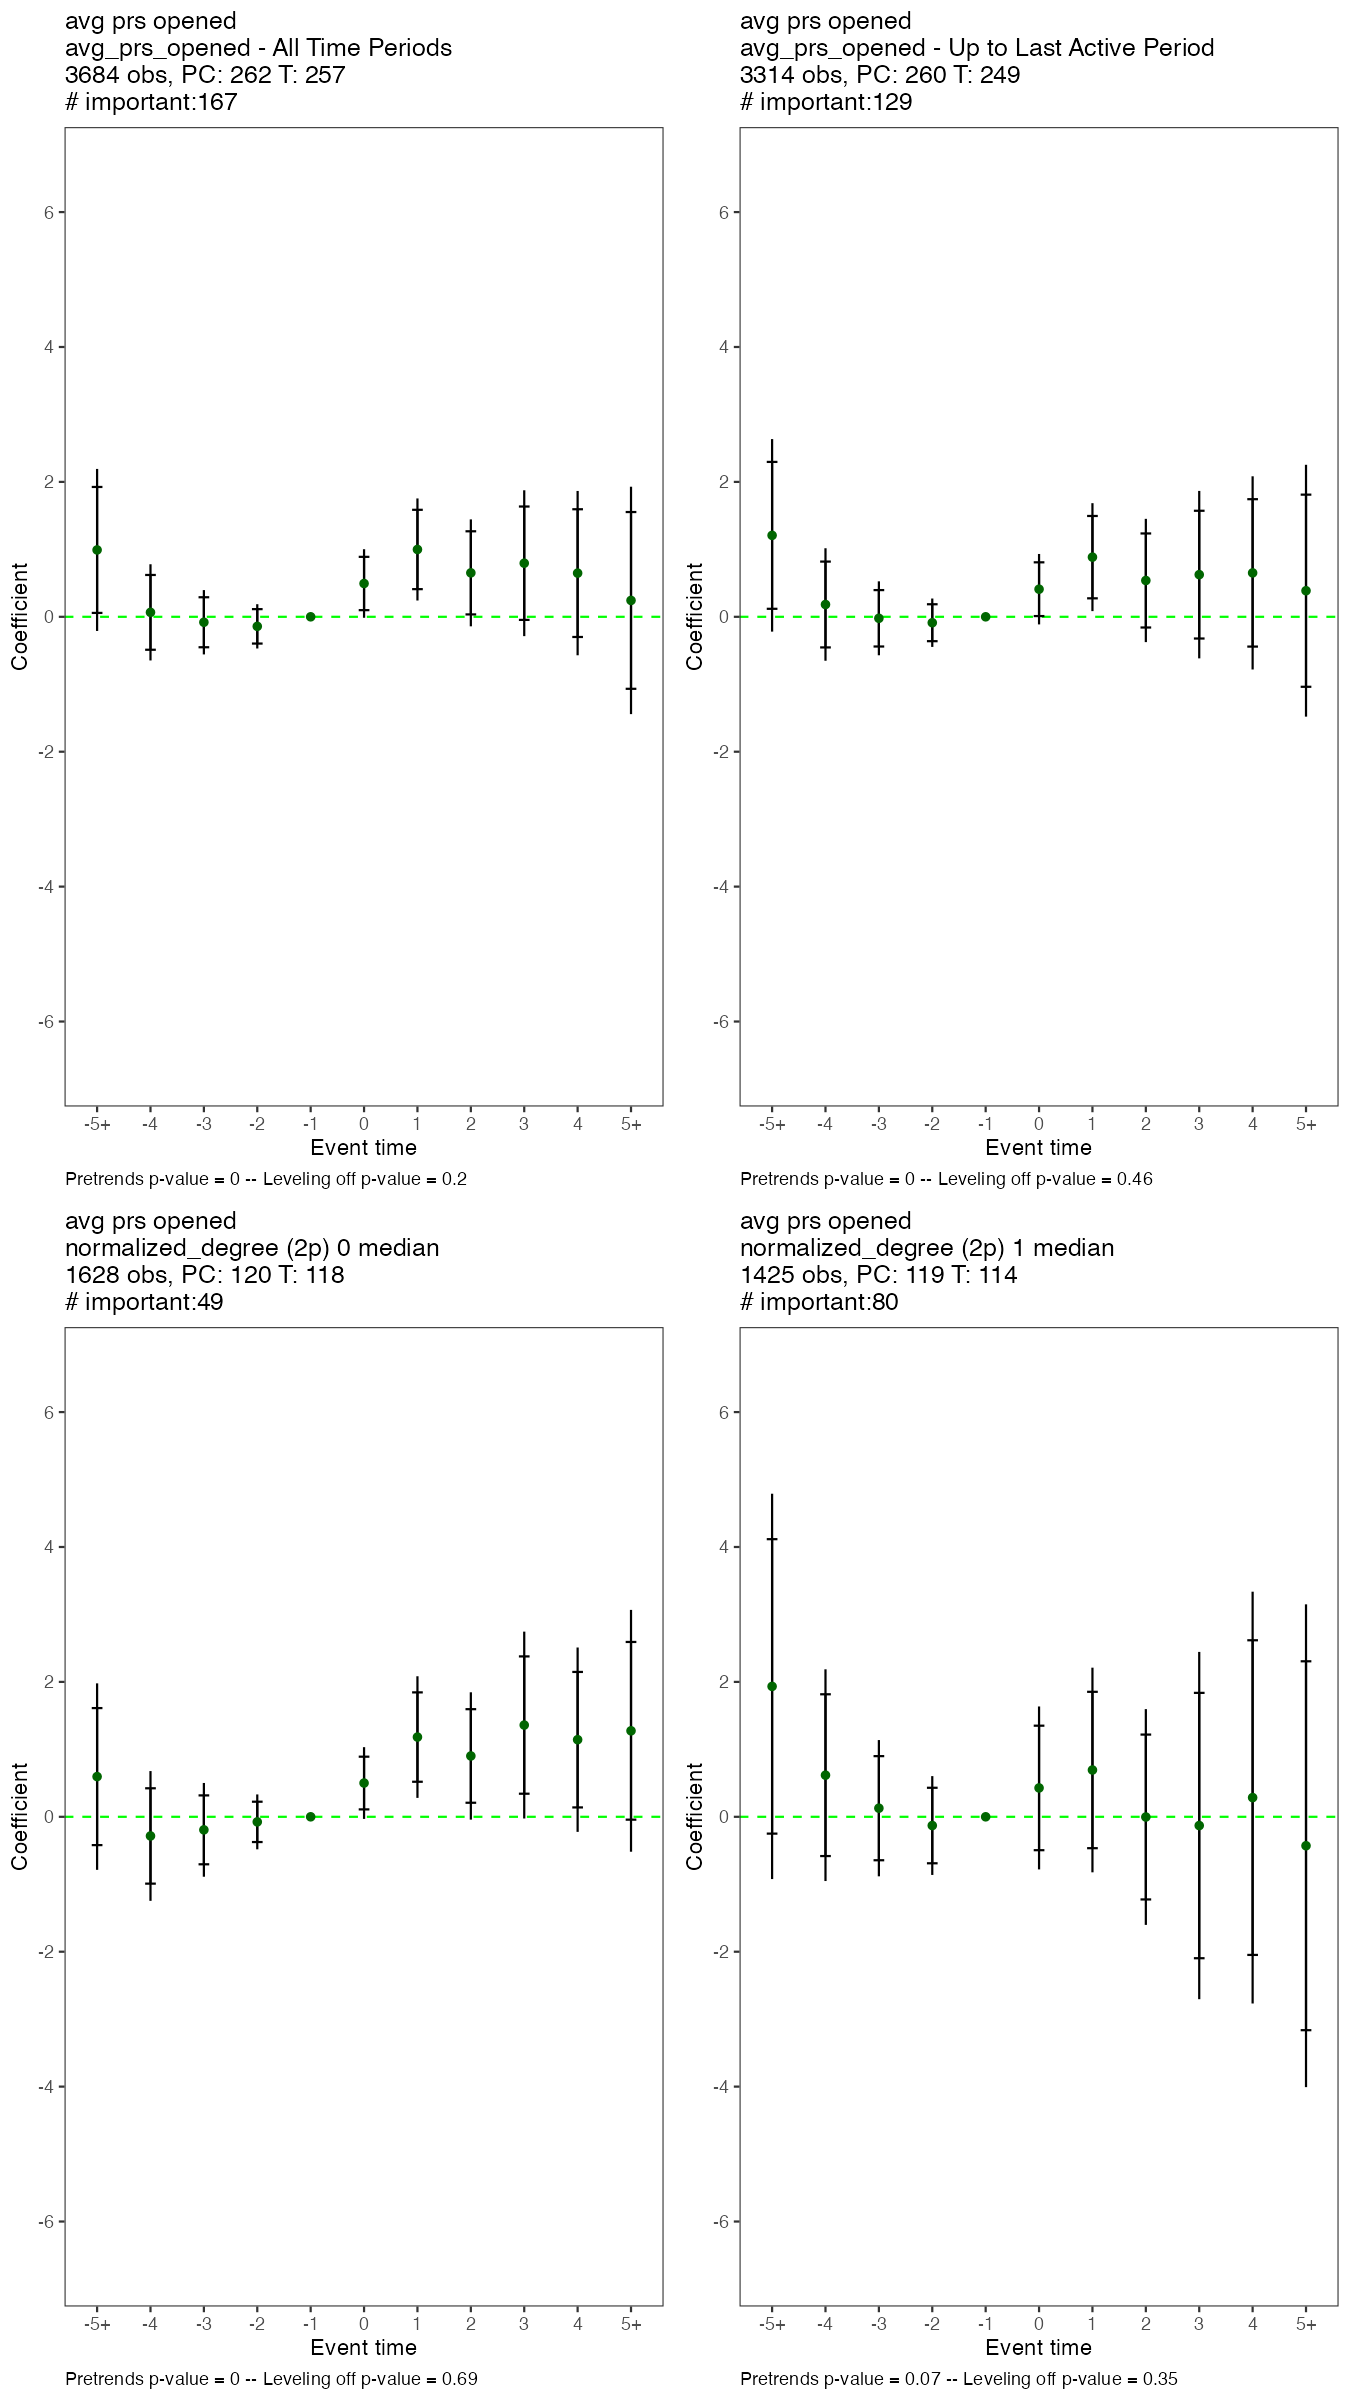 avg prs opened
avg_prs_opened - All Time Periods
3684 obs, PC: 262 T: 257
# important:167
Coefficient
6
4
2
0
-2
-4
-6
-5+ -4 -3 -2 -1 0 1 2 3 4 5+
Event time
Pretrends p-value = 0 -- Leveling off p-value = 0.2
avg prs opened
avg_prs_opened - Up to Last Active Period
3314 obs, PC: 260 T: 249
# important:129
Coefficient
6
4
2
0
-2
-4
-6
-5+ -4 -3 -2 -1 0 1 2 3 4 5+
Event time
Pretrends p-value = 0 -- Leveling off p-value = 0.46
avg prs opened
normalized_degree (2p) 0 median
1628 obs, PC: 120 T: 118
# important:49
Coefficient
6
4
2
0
-2
-4
-6
-5+ -4 -3 -2 -1 0 1 2 3 4 5+
Event time
Pretrends p-value = 0 -- Leveling off p-value = 0.69
avg prs opened
normalized_degree (2p) 1 median
1425 obs, PC: 119 T: 114
# important:80
Coefficient
6
4
2
0
-2
-4
-6
-5+ -4 -3 -2 -1 0 1 2 3 4 5+
Event time
Pretrends p-value = 0.07 -- Leveling off p-value = 0.35